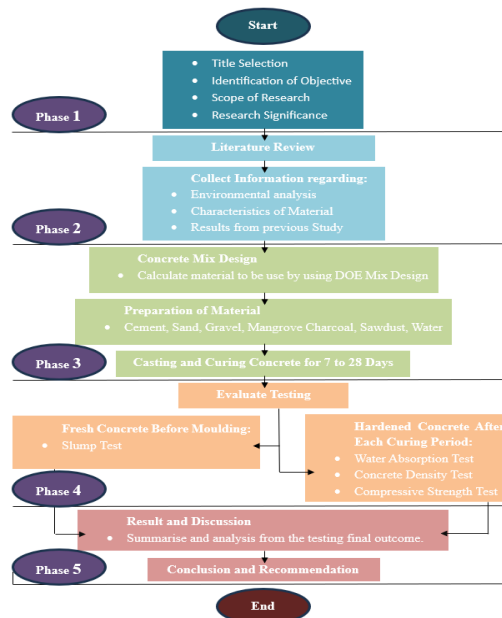 Start
• Title Selection
• Identification of Objective
• Scope of Research
• Research Significance
Phase 1
Literature Review
Collect Information regarding:
• Environmental analysis
• Characteristics of Material
• Results from previous Study
Phase 2
Concrete Mix Design
• Calculate material to be use by using DOE Mix Design
Preparation of Material
• Cement, Sand, Gravel, Mangrove Charcoal, Sawdust, Water
Phase 3
Casting and Curing Concrete for 7 to 28 Days
Evaluate Testing
Fresh Concrete Before Moulding:
• Slump Test
Hardened Concrete After
Each Curing Period:
• Water Absorption Test
• Concrete Density Test
• Compressive Strength Test
Phase 4
Result and Discussion
• Summarise and analysis from the testing final outcome.
Phase 5
Conclusion and Recommendation
End